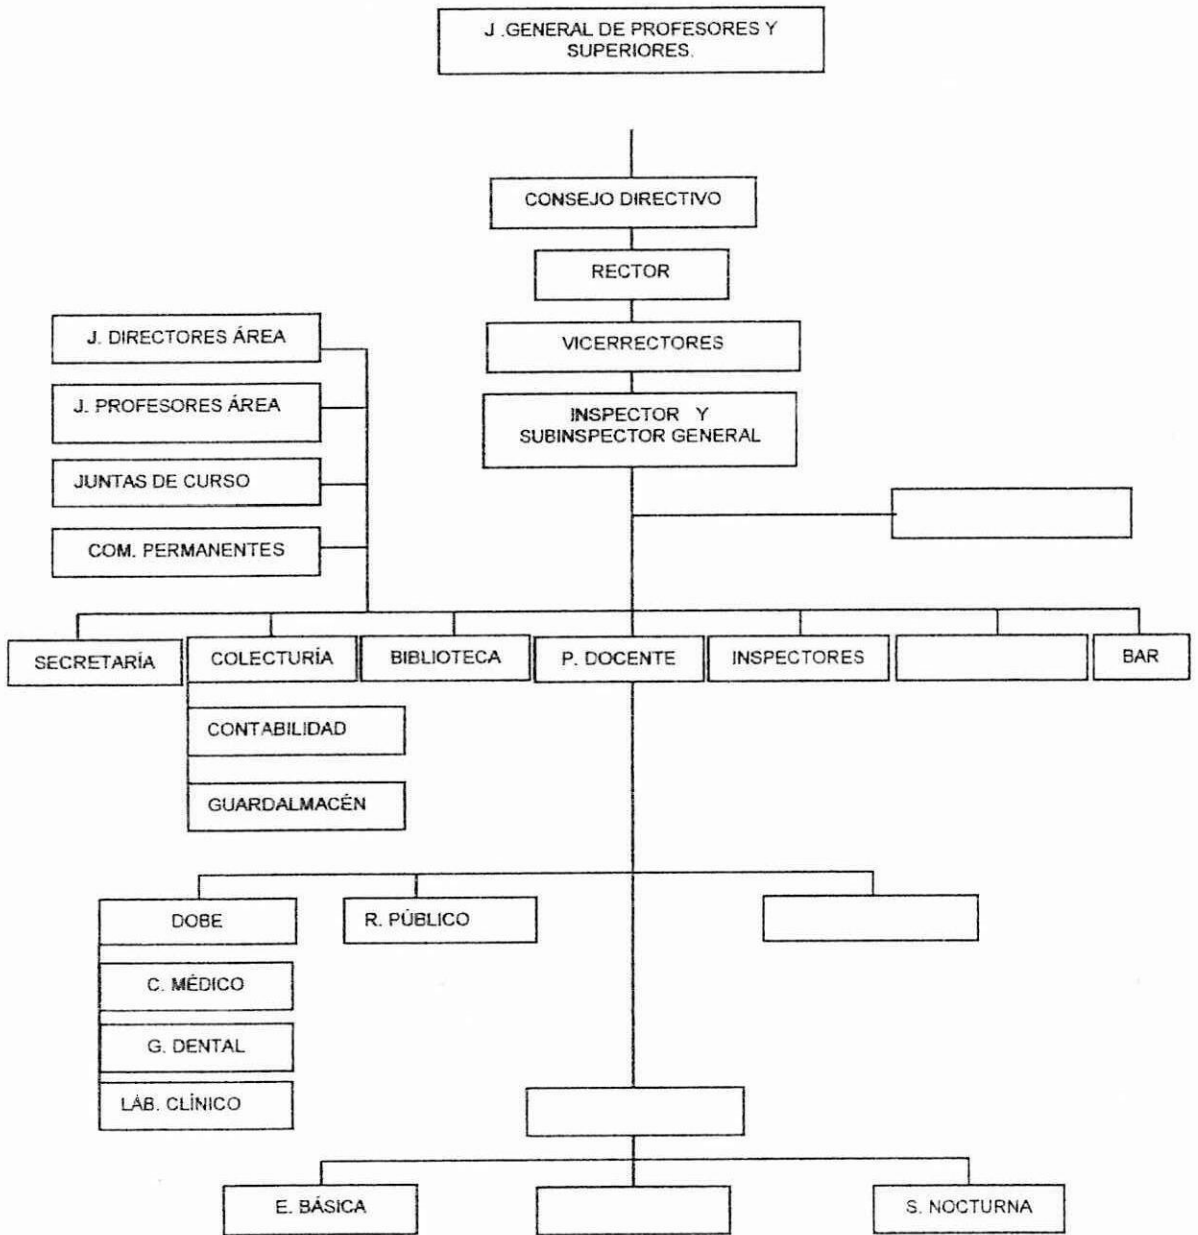 J .GENERAL DE PROFESORES Y
SUPERIORES.
CONSEJO DIRECTIVO
RECTOR
VICERRECTORES
INSPECTOR Y
SUBINSPECTOR GENERAL
J. DIRECTORES ÁREA
J. PROFESORES ÁREA
JUNTAS DE CURSO
COM. PERMANENTES
SECRETARÍA
COLECTURÍA
BIBLIOTECA
P. DOCENTE
INSPECTORES
BAR
CONTABILIDAD
GUARDALMACÉN
DOBE
R. PÚBLICO
C. MÉDICO
G. DENTAL
LÁB. CLÍNICO
E. BÁSICA
S. NOCTURNA